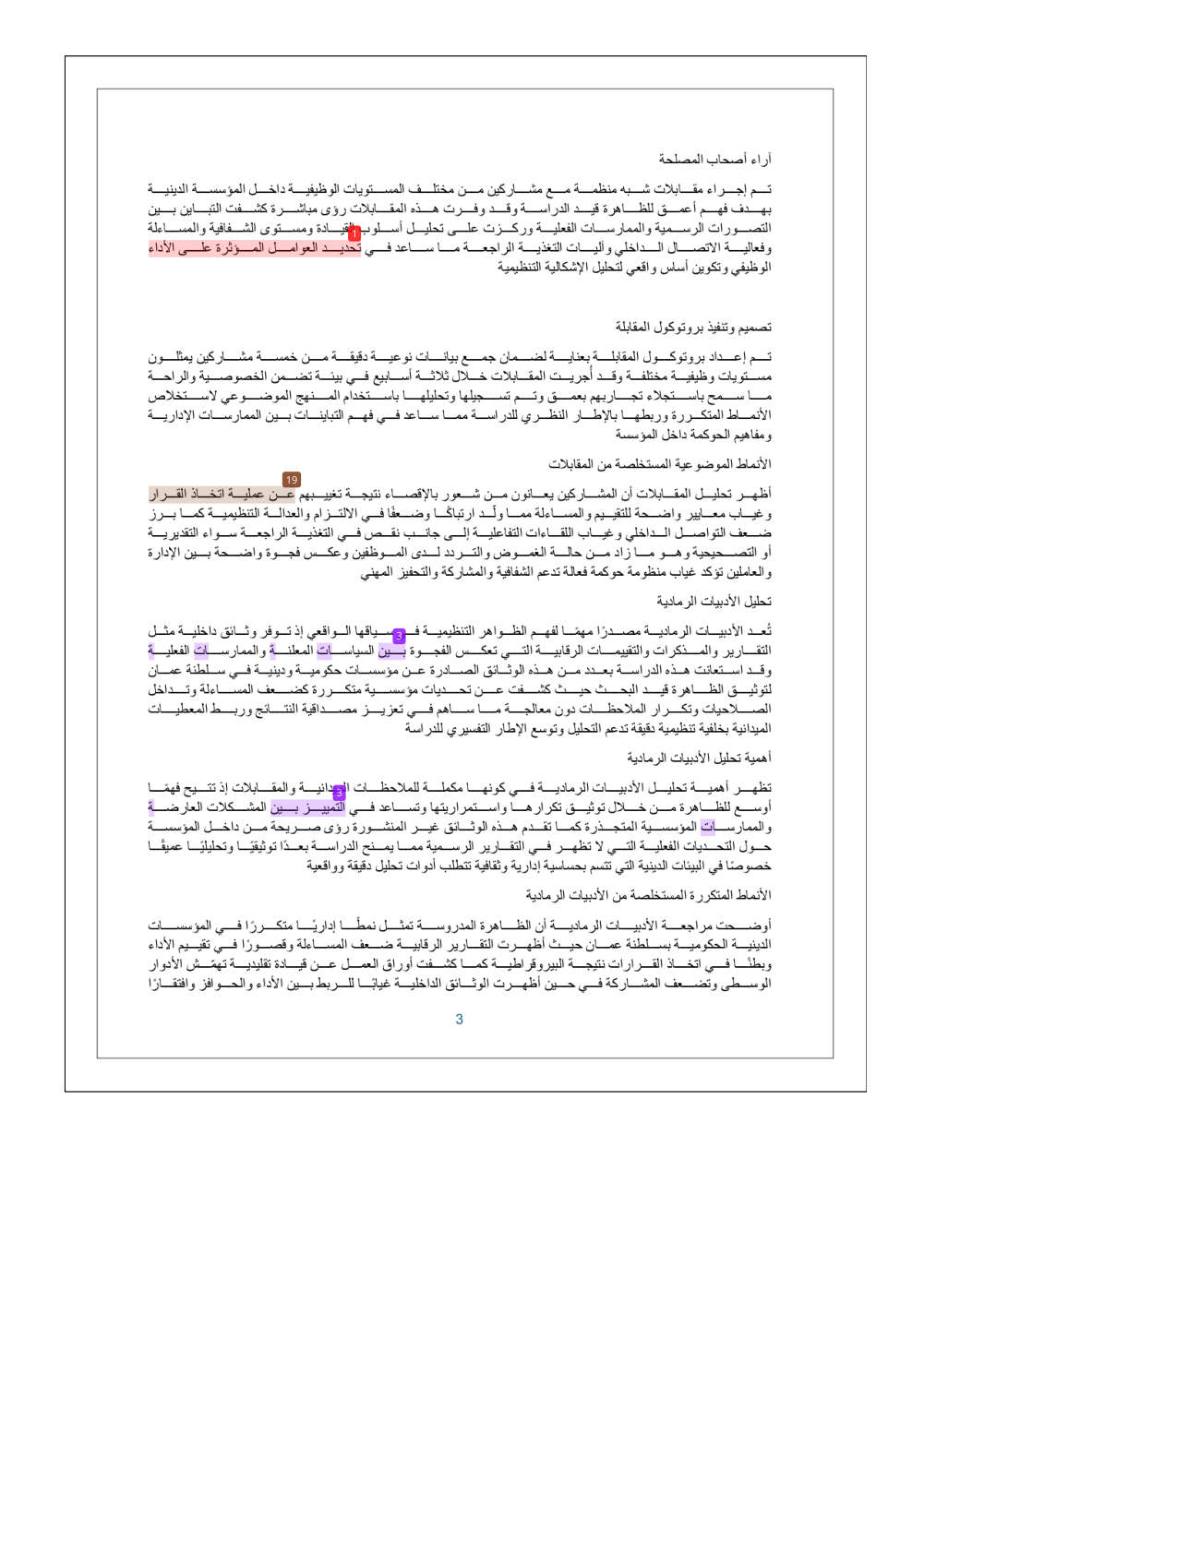 آراء أصحاب المصلحة
تم إجراء مقابلات شبه منظمة مع مشاركين من مختلف المستويات الوظيفية داخل المؤسسة الدينية
بهدف فهم أعمق للظاهرة قيد الدراسة وقد وفرت هذه المقابلات رؤى مباشرة كشفت التباين بين
التصورات الرسمية والممارسات الفعلية وركزت على تحليل أسلوب القيادة ومستوى الشفافية والمساءلة
1
وفعالية الاتصال الداخلي وآليات التغذية الراجعة مما ساعد في تحديد العوامل المؤثرة على الأداء
الوظيفي وتكوين أساس واقعي لتحليل الإشكالية التنظيمية
تصميم وتنفيذ بروتوكول المقابلة
تم إعداد بروتوكول المقابلة بعناية لضمان جمع بيانات نوعية دقيقة من خمسة مشاركين يمثلون
مستويات وظيفية مختلفة وقد أُجريت المقابلات خلال ثلاثة أسابيع في بيئة تضمن الخصوصية والراحة
مما سمح باستجلاء تجاربهم بعمق وتم تسجيلها وتحليلها باستخدام المنهج الموضوعي لاستخلاص
الأنماط المتكررة وربطها بالإطار النظري للدراسة مما ساعد في فهم التباينات بين الممارسات الإدارية
ومفاهيم الحوكمة داخل المؤسسة
الأنماط الموضوعية المستخلصة من المقابلات
19
أظهر تحليل المقابلات أن المشاركين يعانون من شعور بالإقصاء نتيجة تغييبهم عن عملية اتخاذ القرار
وغياب معايير واضحة للتقييم والمساءلة مما ولّد ارتباكًا وضعفًا في الالتزام والعدالة التنظيمية كما برز
ضعف التواصل الداخلي وغياب اللقاءات التفاعلية إلى جانب نقص في التغذية الراجعة سواء التقديرية
أو التصحيحية وهو ما زاد من حالة الغموض والتردد لدى الموظفين وعكس فجوة واضحة بين الإدارة
والعاملين تؤكد غياب منظومة حوكمة فعالة تدعم الشفافية والمشاركة والتحفيز المهني
تحليل الأدبيات الرمادية
تُعد الأدبيات الرمادية مصدرًا مهمًا لفهم الظواهر التنظيمية في سياقها الواقعي إذ توفر وثائق داخلية مثل
3
التقارير والمذكرات والتقييمات الرقابية التي تعكس الفجوة بين السياسات المعلنة والممارسات الفعلية
وقد استعانت هذه الدراسة بعدد من هذه الوثائق الصادرة عن مؤسسات حكومية ودينية في سلطنة عمان
لتوثيق الظاهرة قيد البحث حيث كشفت عن تحديات مؤسسية متكررة كضعف المساءلة وتداخل
الصلاحيات وتكرار الملاحظات دون معالجة مما ساهم في تعزيز مصداقية النتائج وربط المعطيات
الميدانية بخلفية تنظيمية دقيقة تدعم التحليل وتوسع الإطار التفسيري للدراسة
أهمية تحليل الأدبيات الرمادية
تظهر أهمية تحليل الأدبيات الرمادية في كونها مكملة للملاحظات الميدانية والمقابلات إذ تتيح فهمًا
3
أوسع للظاهرة من خلال توثيق تكرارها واستمراريتها وتساعد في التمييز بين المشكلات العارضة
والممارسات المؤسسية المتجذرة كما تقدم هذه الوثائق غير المنشورة رؤى صريحة من داخل المؤسسة
حول التحديات الفعلية التي لا تظهر في التقارير الرسمية مما يمنح الدراسة بعدًا توثيقيًا وتحليليًا عميقًا
خصوصًا في البيئات الدينية التي تتسم بحساسية إدارية وثقافية تتطلب أدوات تحليل دقيقة وواقعية
الأنماط المتكررة المستخلصة من الأدبيات الرمادية
أوضحت مراجعة الأدبيات الرمادية أن الظاهرة المدروسة تمثل نمطًا إداريًا متكررًا في المؤسسات
الدينية الحكومية بسلطنة عمان حيث أظهرت التقارير الرقابية ضعف المساءلة وقصورًا في تقييم الأداء
وبطئًا في اتخاذ القرارات نتيجة البيروقراطية كما كشفت أوراق العمل عن قيادة تقليدية تهمّش الأدوار
الوسطى وتضعف المشاركة في حين أظهرت الوثائق الداخلية غيابًا للربط بين الأداء والحوافز وافتقارًا
3